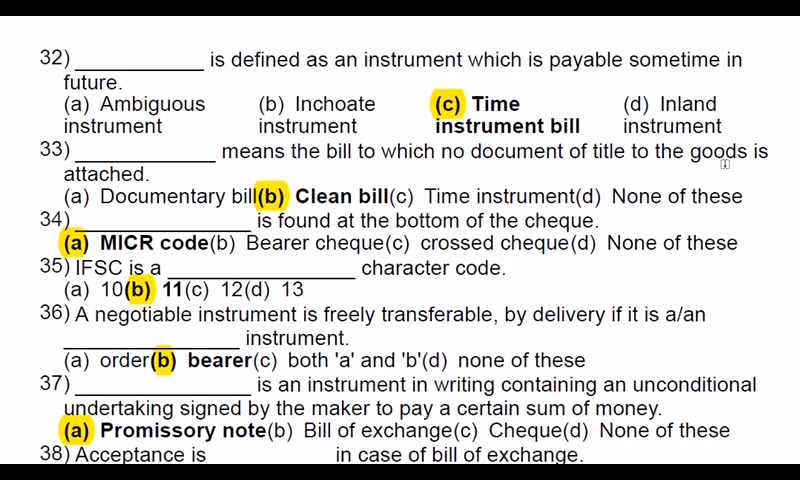 32) ____________ is defined as an instrument which is payable sometime in
future.
(a) Ambiguous (b) Inchoate (c) Time (d) Inland
instrument instrument instrument bill instrument
33) _____________ means the bill to which no document of title to the goods is
attached.
(a) Documentary bill(b) Clean bill(c) Time instrument(d) None of these
34) ________________ is found at the bottom of the cheque.
(a) MICR code(b) Bearer cheque(c) crossed cheque(d) None of these
35) IFSC is a _________________ character code.
(a) 10(b) 11(c) 12(d) 13
36) A negotiable instrument is freely transferable, by delivery if it is a/an
________________ instrument.
(a) order(b) bearer(c) both 'a' and 'b'(d) none of these
37) ________________ is an instrument in writing containing an unconditional
undertaking signed by the maker to pay a certain sum of money.
(a) Promissory note(b) Bill of exchange(c) Cheque(d) None of these
38) Acceptance is ____________ in case of bill of exchange.